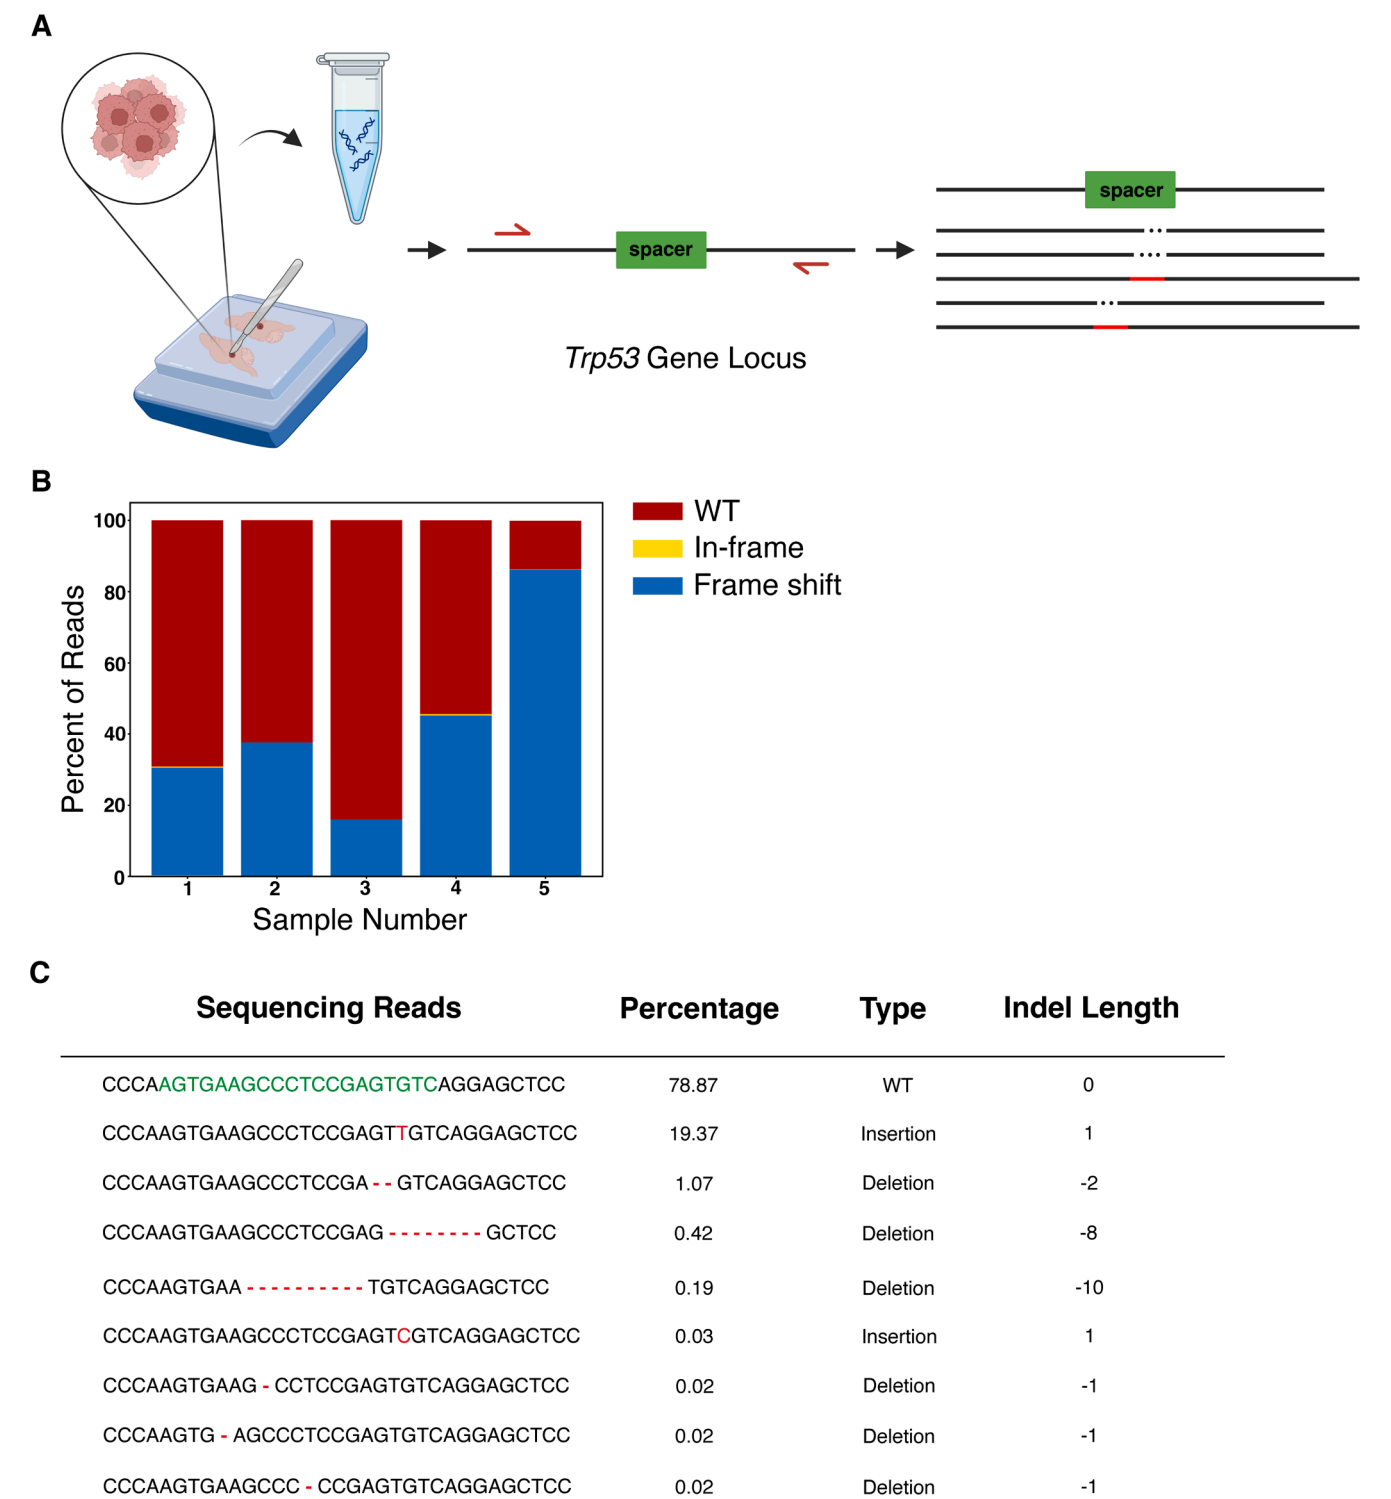 A
spacer
spacer
Trp53 Gene Locus
B
WT
In-frame
Frame shift
Percent of Reads
100
80
60
40
20
0
1 2 3 4 5
Sample Number
C
Sequencing Reads Percentage Type Indel Length
CCCAAGTGAAGCCCTCCGAGTGTCAGGAGCTCC 78.87 WT 0
CCCAAGTGAAGCCCTCCGAGTTGTCAGGAGCTCC 19.37 Insertion 1
CCCAAGTGAAGCCCTCCGA--GTCAGGAGCTCC 1.07 Deletion -2
CCCAAGTGAAGCCCTCCGAG--------GCTCC 0.42 Deletion -8
CCCAAGTGAA----------TGTCAGGAGCTCC 0.19 Deletion -10
CCCAAGTGAAGCCCTCCGAGTCGTCAGGAGCTCC 0.03 Insertion 1
CCCAAGTGAAG-CCTCCGAGTGTCAGGAGCTCC 0.02 Deletion -1
CCCAAGTG-AGCCCTCCGAGTGTCAGGAGCTCC 0.02 Deletion -1
CCCAAGTGAAGCCC-CCGAGTGTCAGGAGCTCC 0.02 Deletion -1